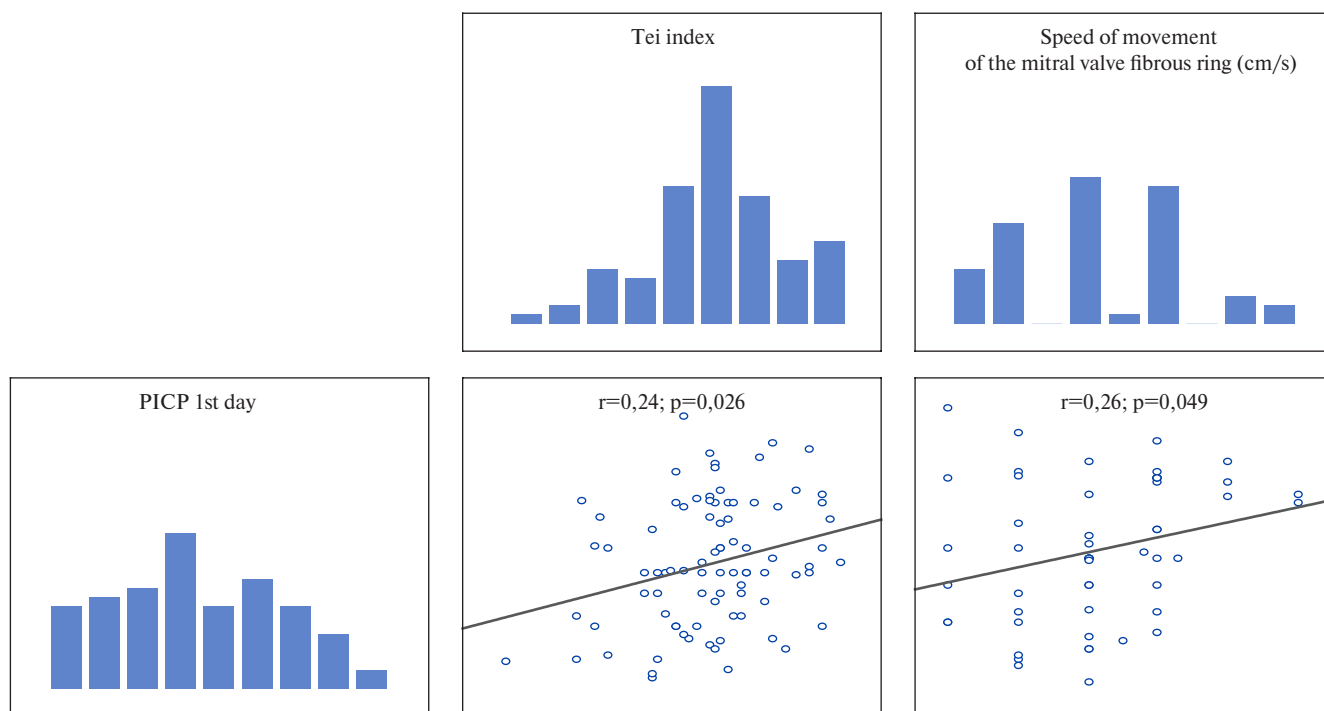 Tei index
Speed of movement
of the mitral valve fibrous ring (cm/s)
PICP 1st day
r=0,24; p=0,026
r=0,26; p=0,049